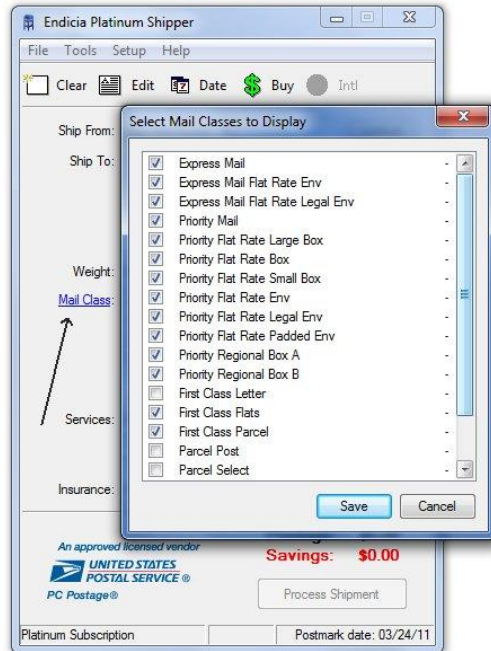 Endicia Platinum Shipper
File Tools Setup Help
Clear Edit Date Buy Intl
Select Mail Classes to Display
Ship From:
Ship To:
Weight:
Mail Class:
Services:
Insurance:
Express Mail -
Express Mail Flat Rate Env -
Express Mail Flat Rate Legal Env -
Priority Mail -
Priority Flat Rate Large Box -
Priority Flat Rate Box -
Priority Flat Rate Small Box -
Priority Flat Rate Env -
Priority Flat Rate Legal Env -
Priority Flat Rate Padded Env -
Priority Regional Box A -
Priority Regional Box B -
First Class Letter -
First Class Flats -
First Class Parcel -
Parcel Post -
Parcel Select -
Save Cancel
An approved licensed vendor
UNITED STATES
POSTAL SERVICE ®
PC Postage®
Savings: $0.00
Process Shipment
Platinum Subscription
Postmark date: 03/24/11